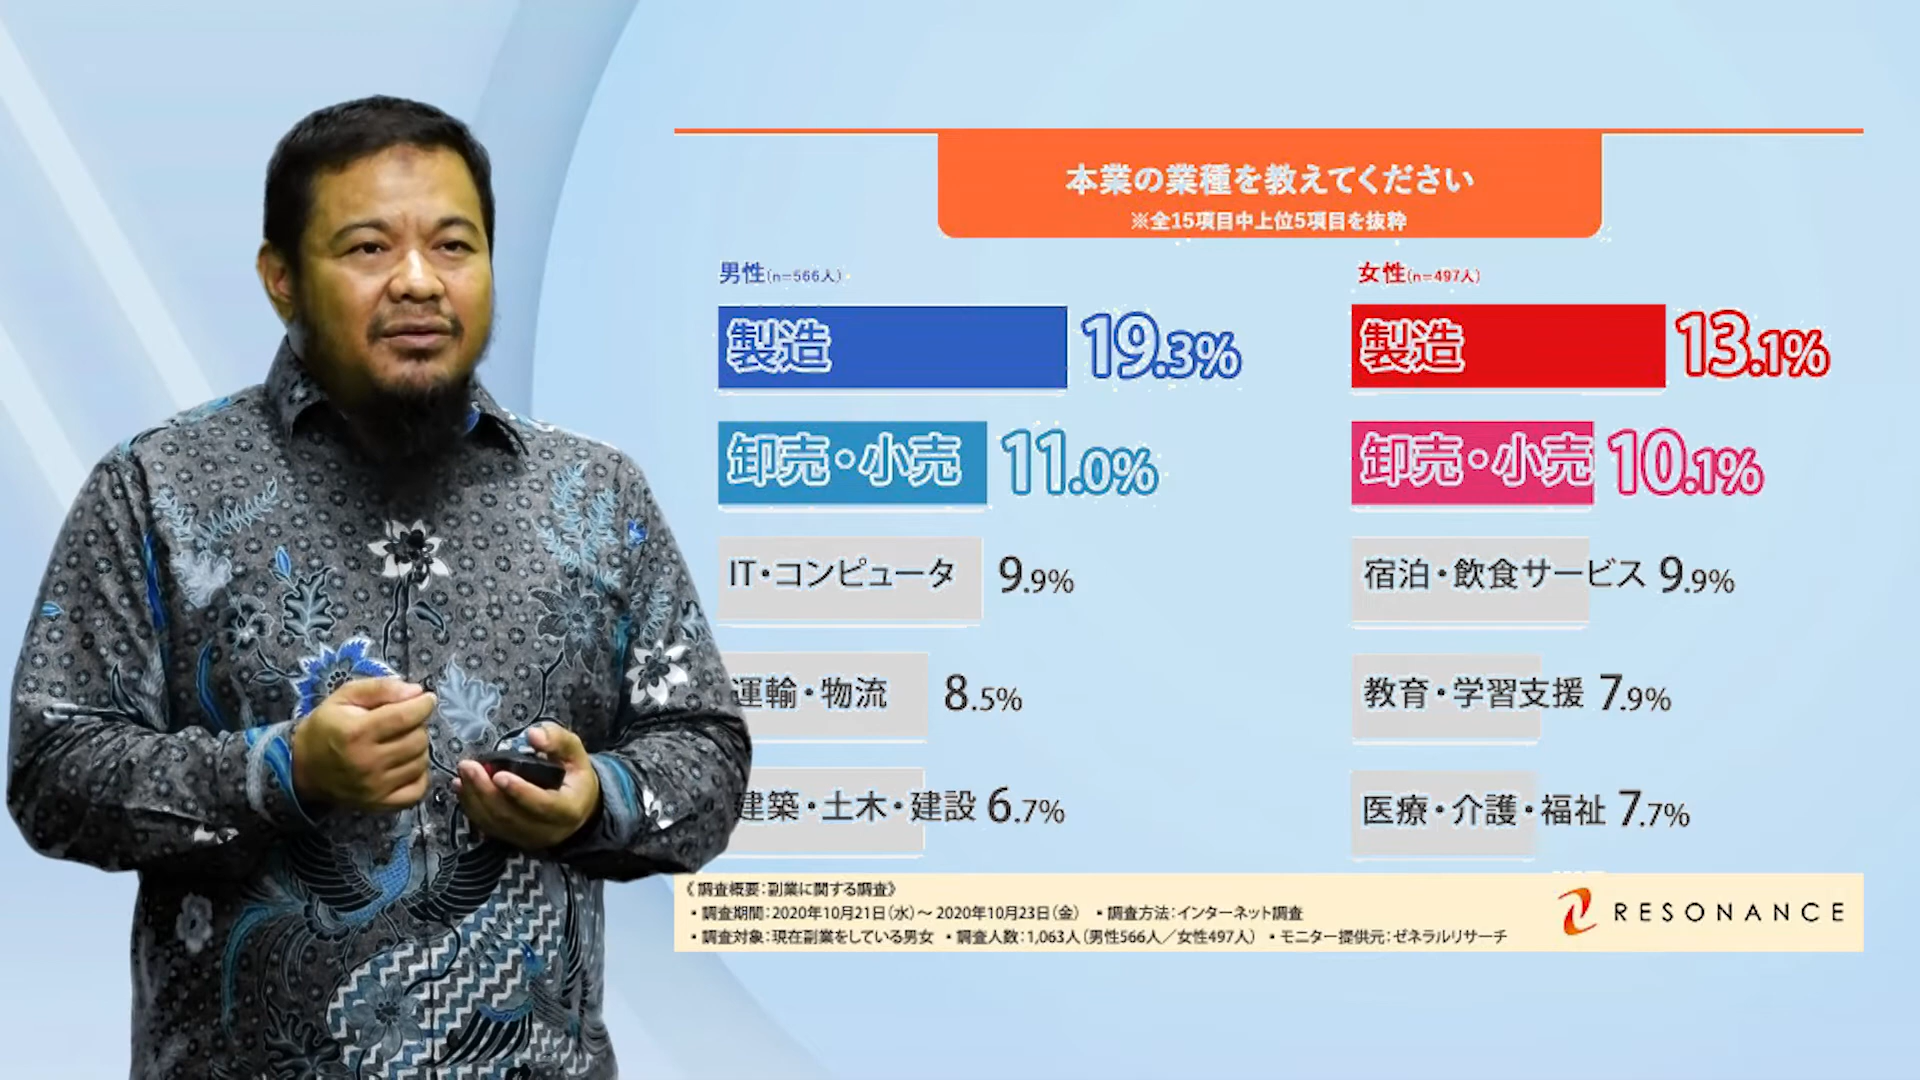 本業の業種を教えてください
※全15項目中上位5項目を抜粋
男性(n=566人)
製造 19.3%
卸売・小売 11.0%
IT・コンピュータ 9.9%
運輸・物流 8.5%
建築・土木・建設 6.7%
女性(n=497人)
製造 13.1%
卸売・小売 10.1%
宿泊・飲食サービス 9.9%
教育・学習支援 7.9%
医療・介護・福祉 7.7%
《調査概要:副業に関する調査》
▪調査期間:2020年10月21日(水)～2020年10月23日(金) ▪調査方法:インターネット調査
▪調査対象:現在副業をしている男女 ▪調査人数:1,063人(男性566人／女性497人) ▪モニター提供元:ゼネラルリサーチ
RESONANCE